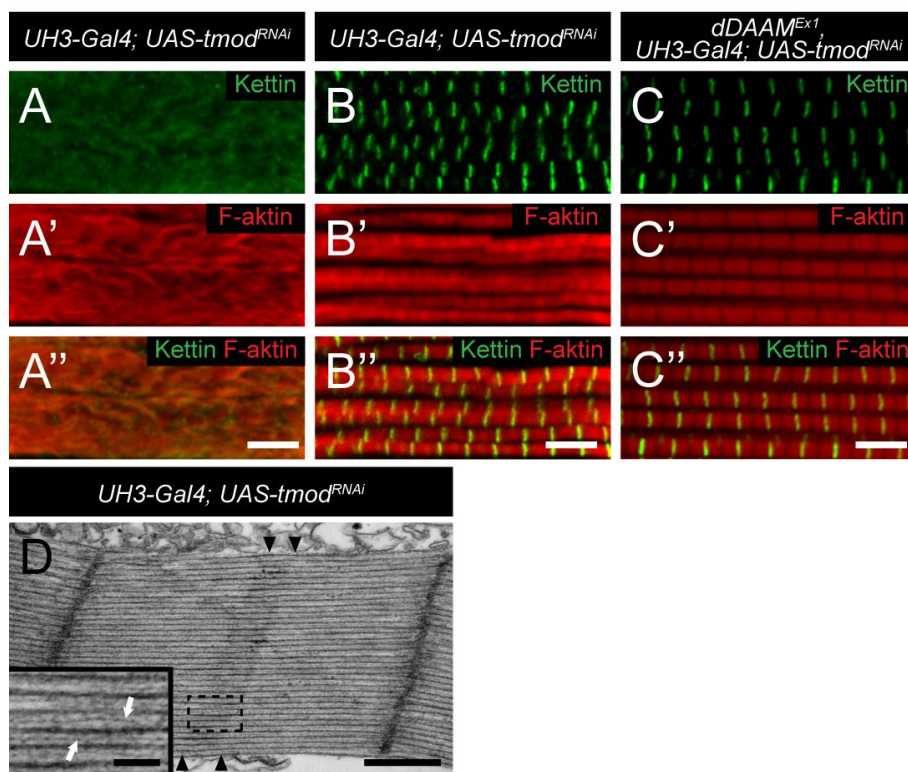 UH3-Gal4; UAS-tmodRNAi
UH3-Gal4; UAS-tmodRNAi
dDAAMEx1,
UH3-Gal4; UAS-tmodRNAi
A
Kettin
B
Kettin
C
Kettin
A'
F-aktin
B'
F-aktin
C'
F-aktin
A''
Kettin F-aktin
B''
Kettin F-aktin
C''
Kettin F-aktin
UH3-Gal4; UAS-tmodRNAi
D